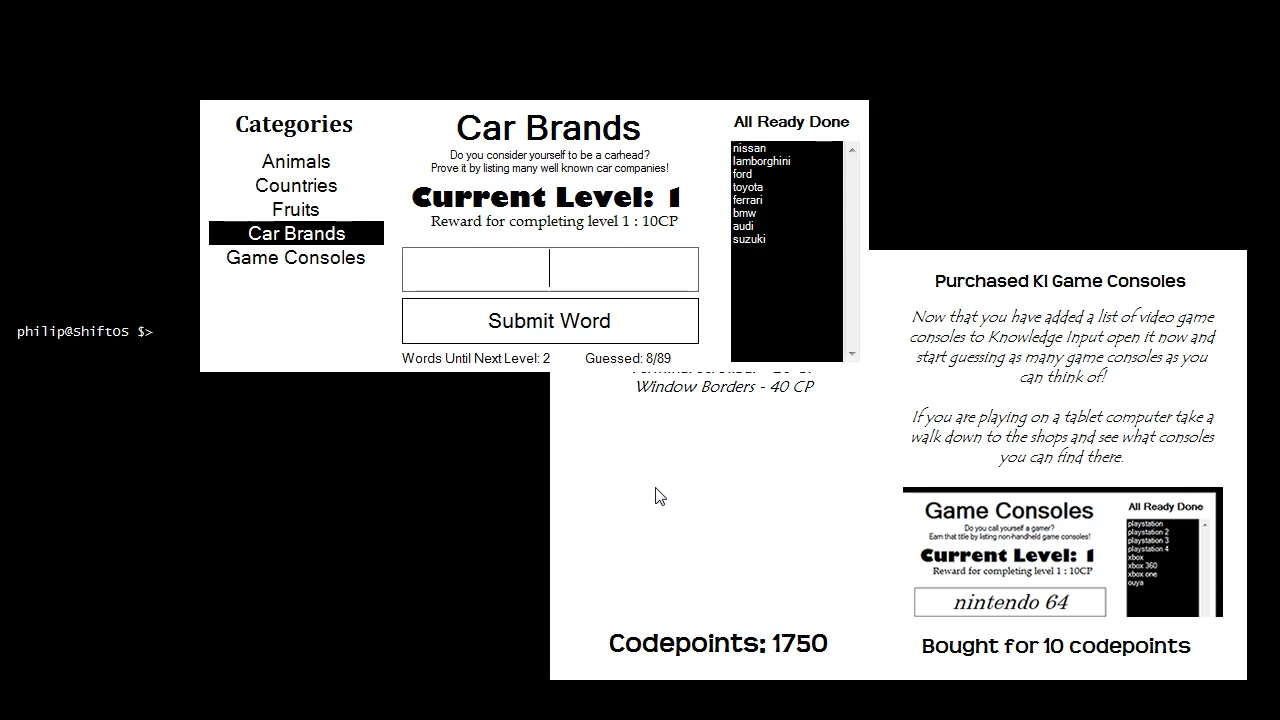 Categories
Animals
Countries
Fruits
Car Brands
Game Consoles
Car Brands
Do you consider yourself to be a carhead?
Prove it by listing many well known car companies!
Current Level: 1
Reward for completing level 1 : 10CP
Submit Word
Words Until Next Level: 2
Guessed: 8/89
All Ready Done
nissan
lamborghini
ford
toyota
ferrari
bmw
audi
suzuki
philip@shiftos $>
Window Borders - 40 CP
Codepoints: 1750
Purchased KI Game Consoles
Now that you have added a list of video game
consoles to Knowledge Input open it now and
start guessing as many game consoles as you
can think of!
If you are playing on a tablet computer take a
walk down to the shops and see what consoles
you can find there.
Game Consoles
Do you call yourself a gamer?
Earn that title by listing non-handheld game consoles!
Current Level: 1
Reward for completing level 1 : 10CP
nintendo 64
All Ready Done
playstation
playstation 2
playstation 3
playstation 4
xbox
xbox 360
xbox one
ouya
Bought for 10 codepoints